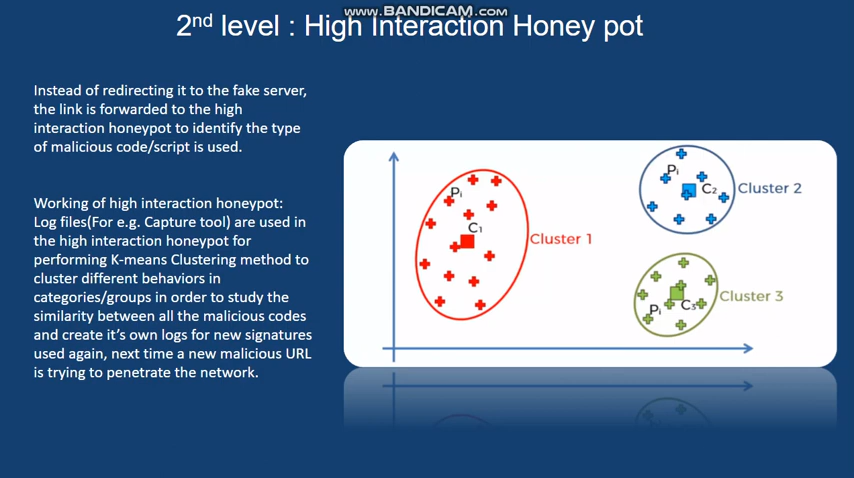 www.BANDICAM.com
2nd level : High Interaction Honey pot
Instead of redirecting it to the fake server,
the link is forwarded to the high
interaction honeypot to identify the type
of malicious code/script is used.
Working of high interaction honeypot:
Log files(For e.g. Capture tool) are used in
the high interaction honeypot for
performing K-means Clustering method to
cluster different behaviors in
categories/groups in order to study the
similarity between all the malicious codes
and create it's own logs for new signatures
used again, next time a new malicious URL
is trying to penetrate the network.
Pi
C1
Cluster 1
Pi
C2
Cluster 2
Pi
C3
Cluster 3